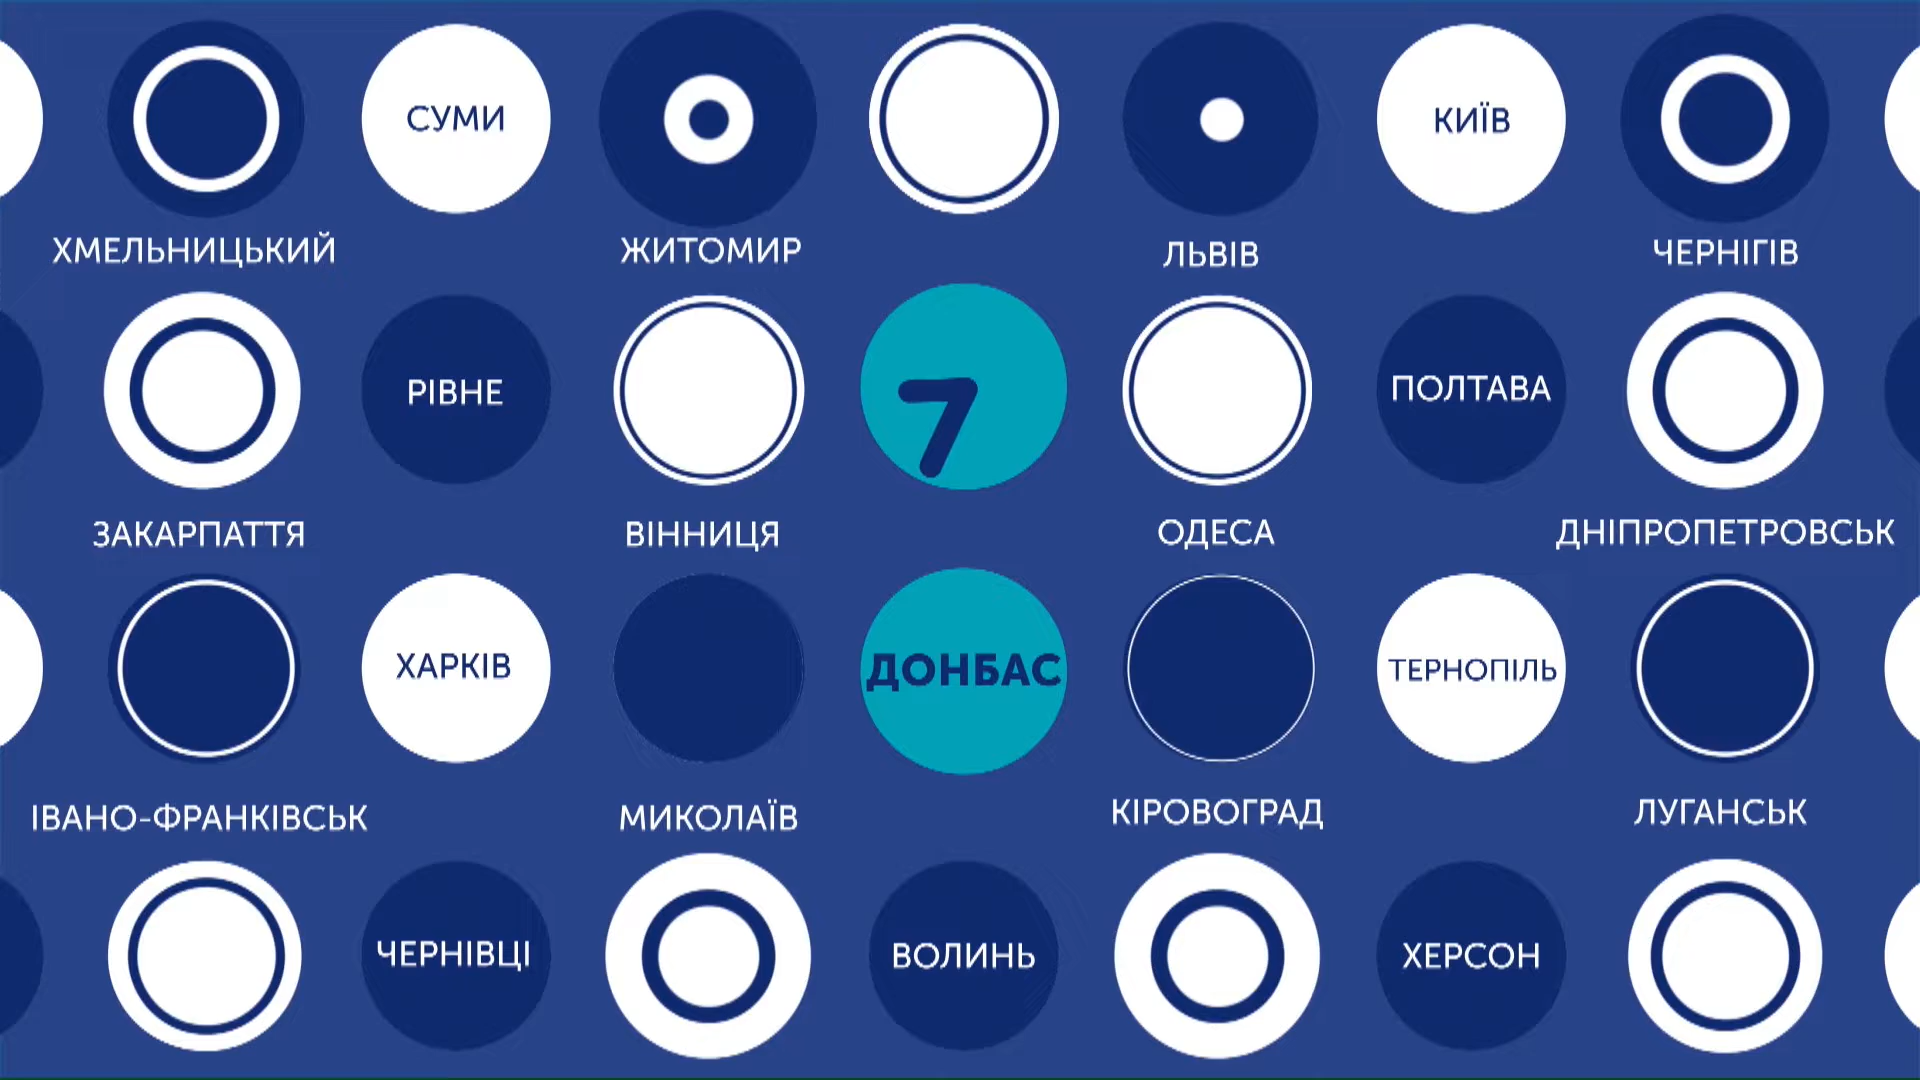 СУМИ
КИЇВ
ХМЕЛЬНИЦЬКИЙ
ЖИТОМИР
ЛЬВІВ
ЧЕРНІГІВ
РІВНЕ
7
ПОЛТАВА
ЗАКАРПАТТЯ
ВІННИЦЯ
ОДЕСА
ДНІПРОПЕТРОВСЬК
ХАРКІВ
ДОНБАС
ТЕРНОПІЛЬ
ІВАНО-ФРАНКІВСЬК
МИКОЛАЇВ
КІРОВОГРАД
ЛУГАНСЬК
ЧЕРНІВЦІ
ВОЛИНЬ
ХЕРСОН